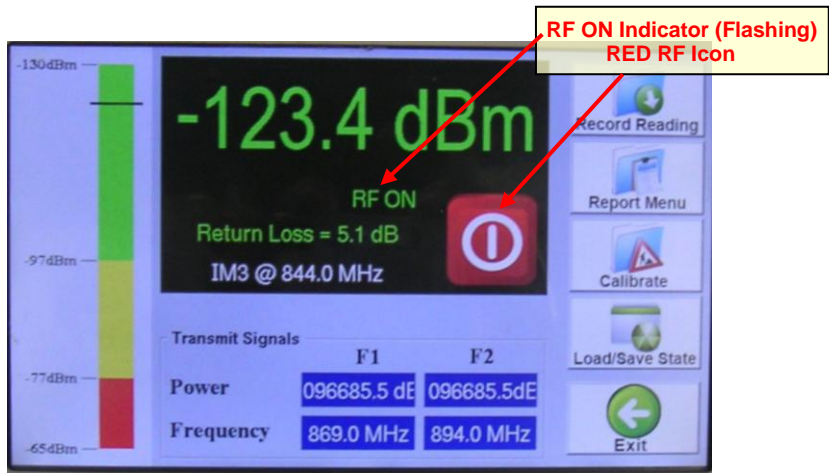 RF ON Indicator (Flashing)
RED RF Icon
-130dBm
-123.4 dBm
Record Reading
RF ON
Report Menu
Return Loss = 5.1 dB
-97dBm
IM3 @ 844.0 MHz
Calibrate
Transmit Signals
F1 F2
Load/Save State
-77dBm
Power 096685.5 dE 096685.5dE
Frequency 869.0 MHz 894.0 MHz
-65dBm
Exit